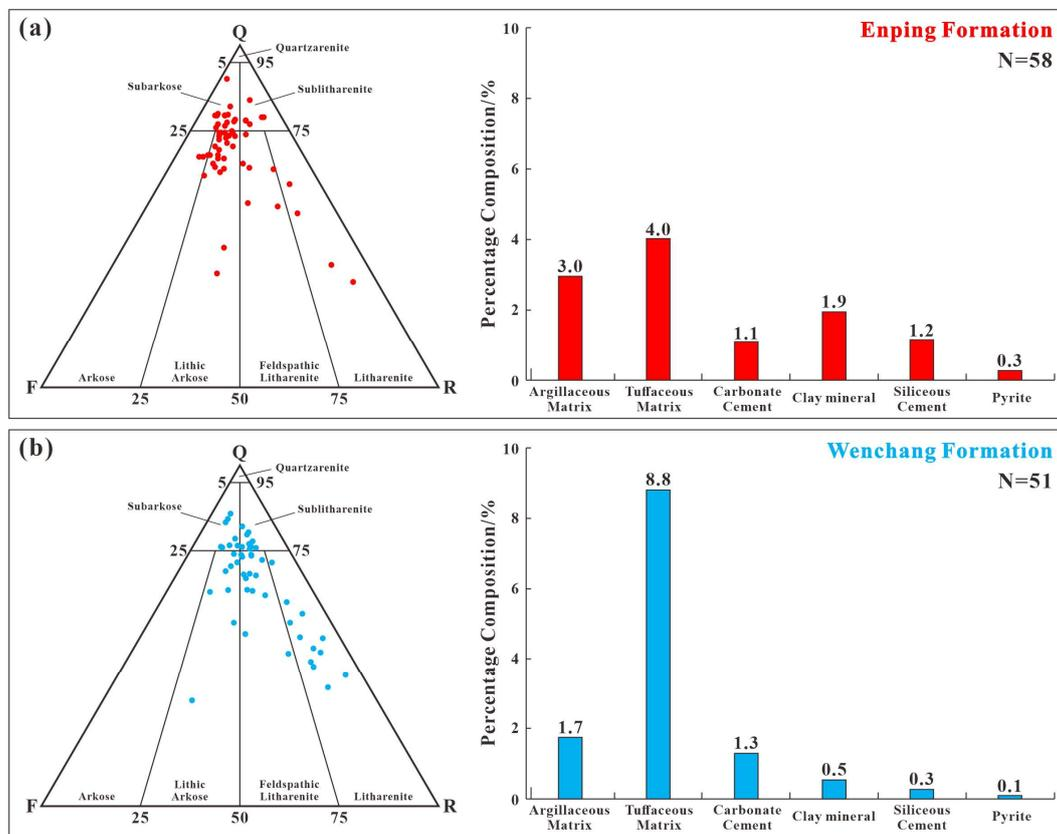 (a)
Q
Quartzarenite
5 95
Subarkose
Sublitharenite
25 75
Arkose
Lithic
Arkose
Feldspathic
Litharenite
Litharenite
F R
25 50 75
Enping Formation
N=58
Percentage Composition/%
10
8
6
4
2
0
3.0
4.0
1.1
1.9
1.2
0.3
Argillaceous
Matrix
Tuffaceous
Matrix
Carbonate
Cement
Clay mineral
Siliceous
Cement
Pyrite
(b)
Q
Quartzarenite
5 95
Subarkose
Sublitharenite
25 75
Arkose
Lithic
Arkose
Feldspathic
Litharenite
Litharenite
F R
25 50 75
Wenchang Formation
N=51
Percentage Composition/%
10
8
6
4
2
0
1.7
8.8
1.3
0.5
0.3
0.1
Argillaceous
Matrix
Tuffaceous
Matrix
Carbonate
Cement
Clay mineral
Siliceous
Cement
Pyrite